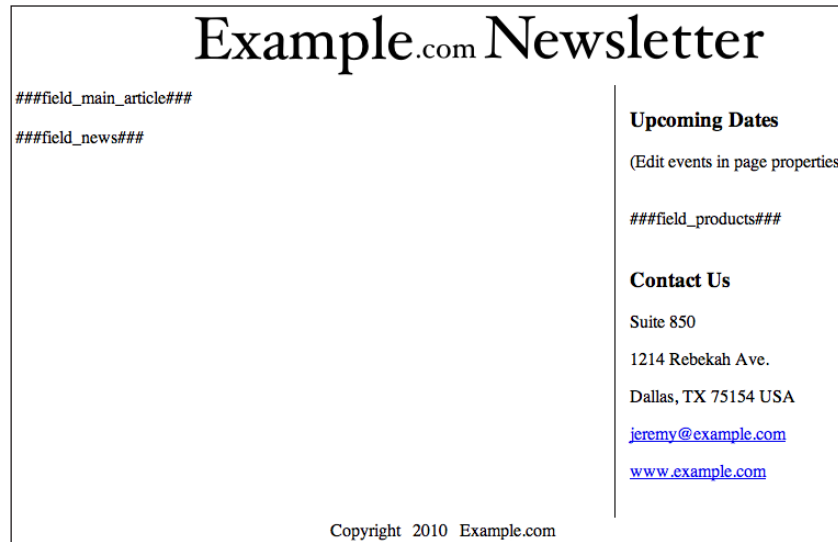 Example.com Newsletter
###field_main_article###
###field_news###
Upcoming Dates
(Edit events in page properties
###field_products###
Contact Us
Suite 850
1214 Rebekah Ave.
Dallas, TX 75154 USA
jeremy@example.com
www.example.com
Copyright 2010 Example.com